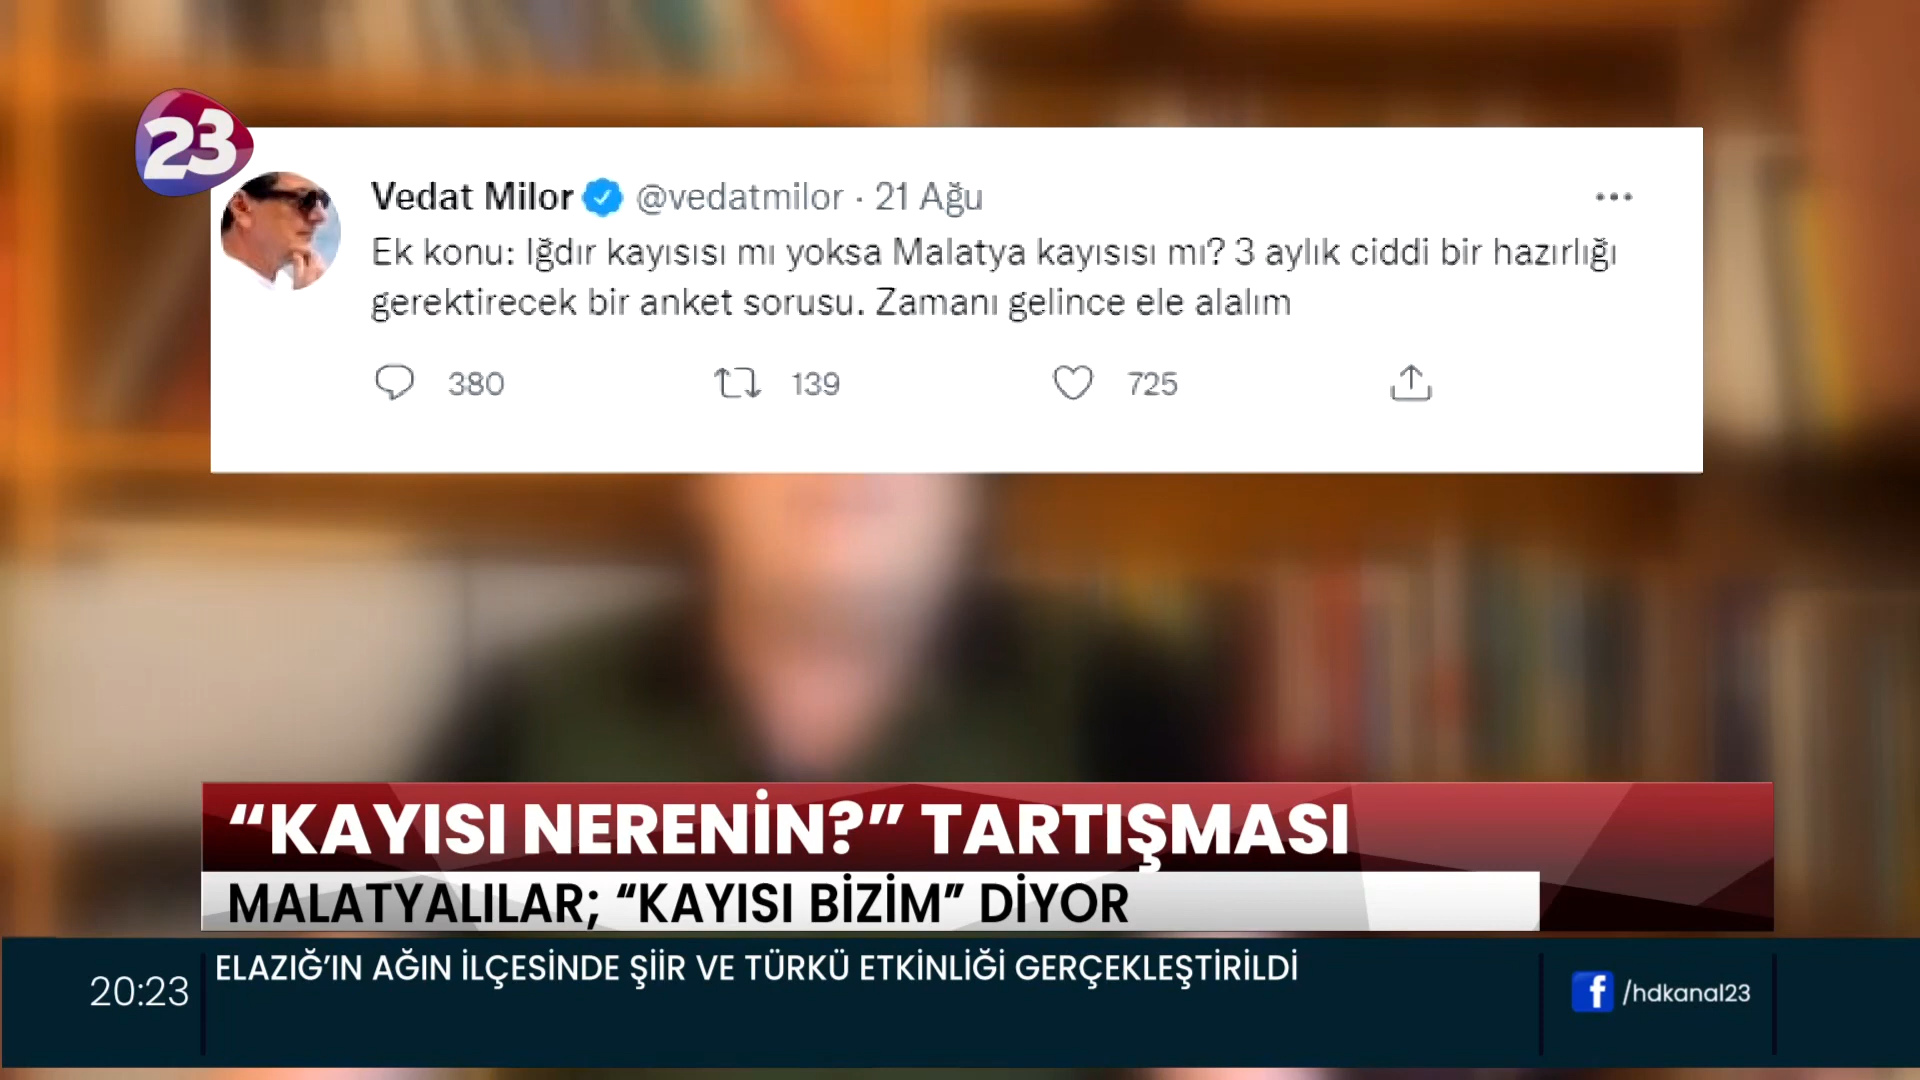 23
Vedat Milor @vedatmilor · 21 Ağu
Ek konu: Iğdır kayısısı mı yoksa Malatya kayısısı mı? 3 aylık ciddi bir hazırlığı
gerektirecek bir anket sorusu. Zamanı gelince ele alalım
380 139 725
“KAYISI NERENİN?” TARTIŞMASI
MALATYALILAR; “KAYISI BİZİM” DİYOR
ELAZIĞ’IN AĞIN İLÇESİNDE ŞİİR VE TÜRKÜ ETKİNLİĞİ GERÇEKLEŞTİRİLDİ
20:23
f /hdkanal23